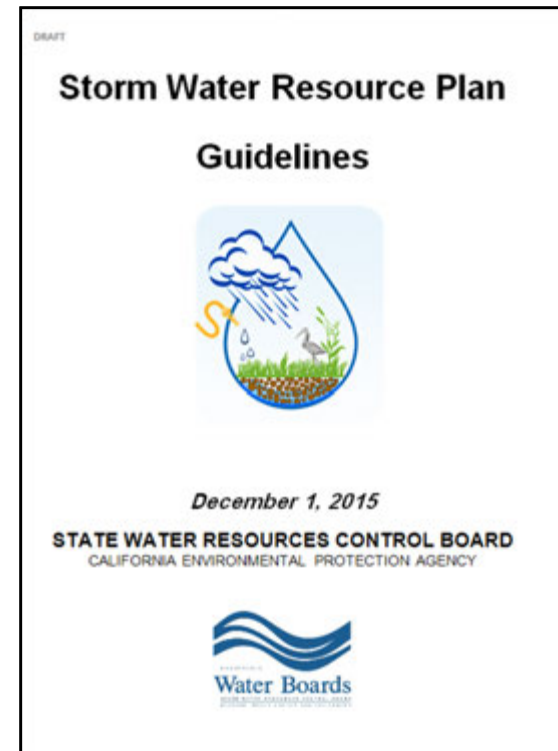 DRAFT
Storm Water Resource Plan
Guidelines
December 1, 2015
STATE WATER RESOURCES CONTROL BOARD
CALIFORNIA ENVIRONMENTAL PROTECTION AGENCY
Water Boards